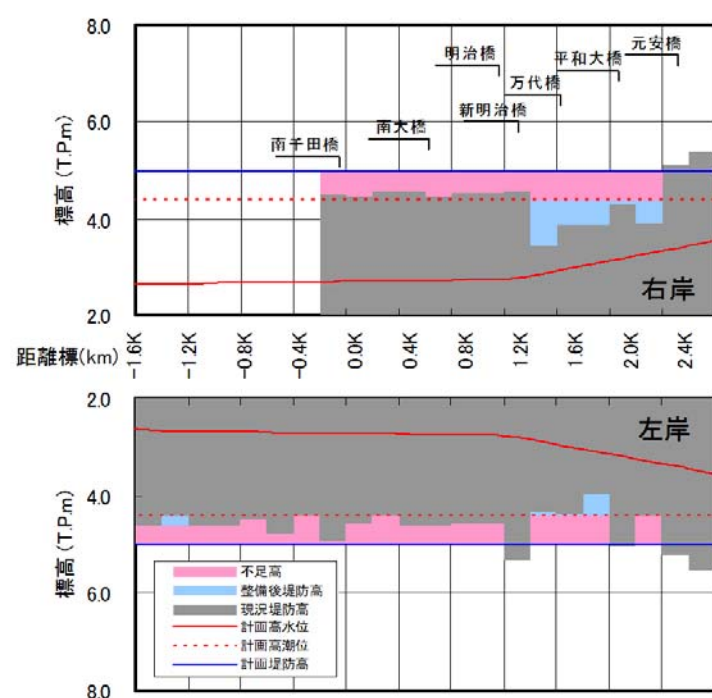 8.0
標高 (T.P.m)
6.0
4.0
2.0
元安橋
平和大橋
明治橋
万代橋
新明治橋
南大橋
南千田橋
右岸
距離標(km)
-1.6K
-1.2K
-0.8K
-0.4K
0.0K
0.4K
0.8K
1.2K
1.6K
2.0K
2.4K
2.0
左岸
標高 (T.P.m)
4.0
6.0
8.0
不足高
整備後堤防高
現況堤防高
計画高水位
計画高潮位
計画堤防高